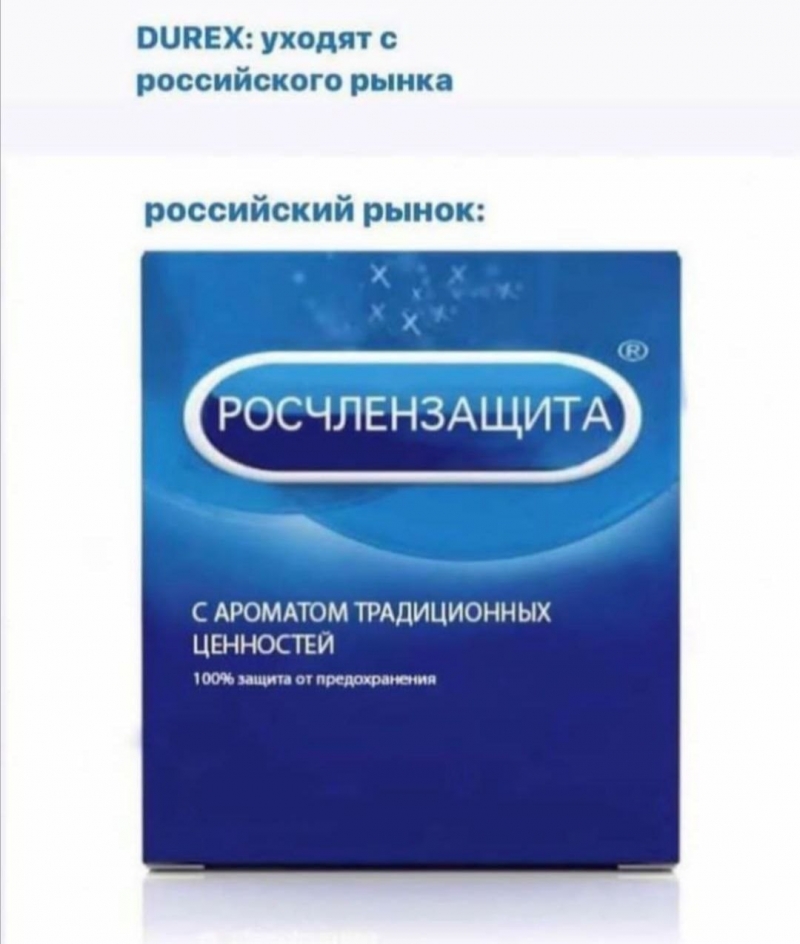 DUREX: уходят с
российского рынка
российский рынок:
®
РОСЧЛЕНЗАЩИТА
С АРОМАТОМ ТРАДИЦИОННЫХ
ЦЕННОСТЕЙ
100% защита от предохранения